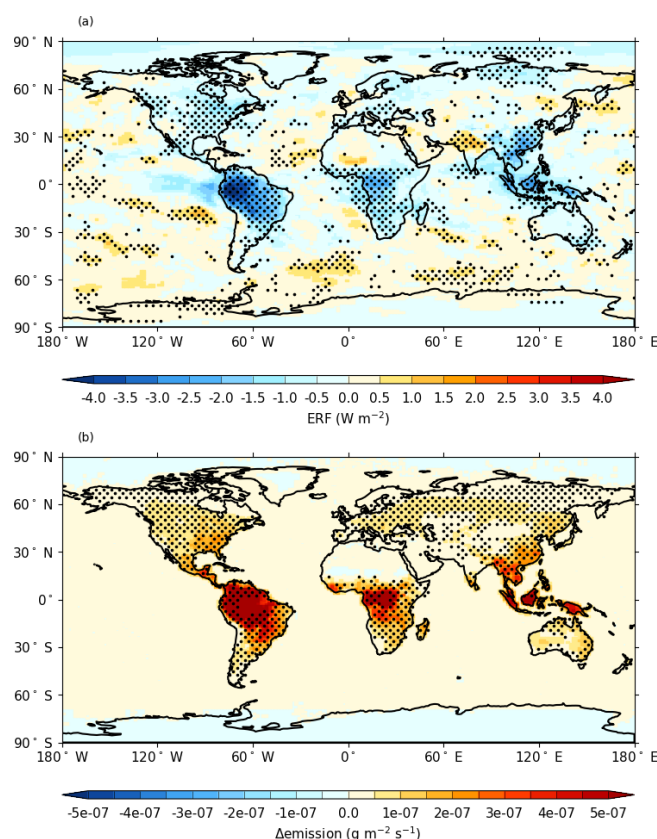 (a)
90° N
60° N
30° N
0°
30° S
60° S
90° S
180° W 120° W 60° W 0° 60° E 120° E 180° E
-4.0 -3.5 -3.0 -2.5 -2.0 -1.5 -1.0 -0.5 0.0 0.5 1.0 1.5 2.0 2.5 3.0 3.5 4.0
ERF (W m⁻²)
(b)
90° N
60° N
30° N
0°
30° S
60° S
90° S
180° W 120° W 60° W 0° 60° E 120° E 180° E
-5e-07 -4e-07 -3e-07 -2e-07 -1e-07 0.0 1e-07 2e-07 3e-07 4e-07 5e-07
Δemission (g m⁻² s⁻¹)